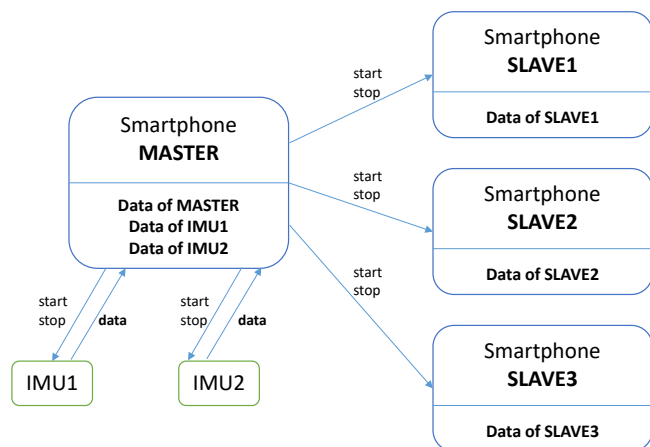 Smartphone
MASTER
Data of MASTER
Data of IMU1
Data of IMU2
start
stop
data
start
stop
data
IMU1
IMU2
start
stop
Smartphone
SLAVE1
Data of SLAVE1
start
stop
Smartphone
SLAVE2
Data of SLAVE2
start
stop
Smartphone
SLAVE3
Data of SLAVE3